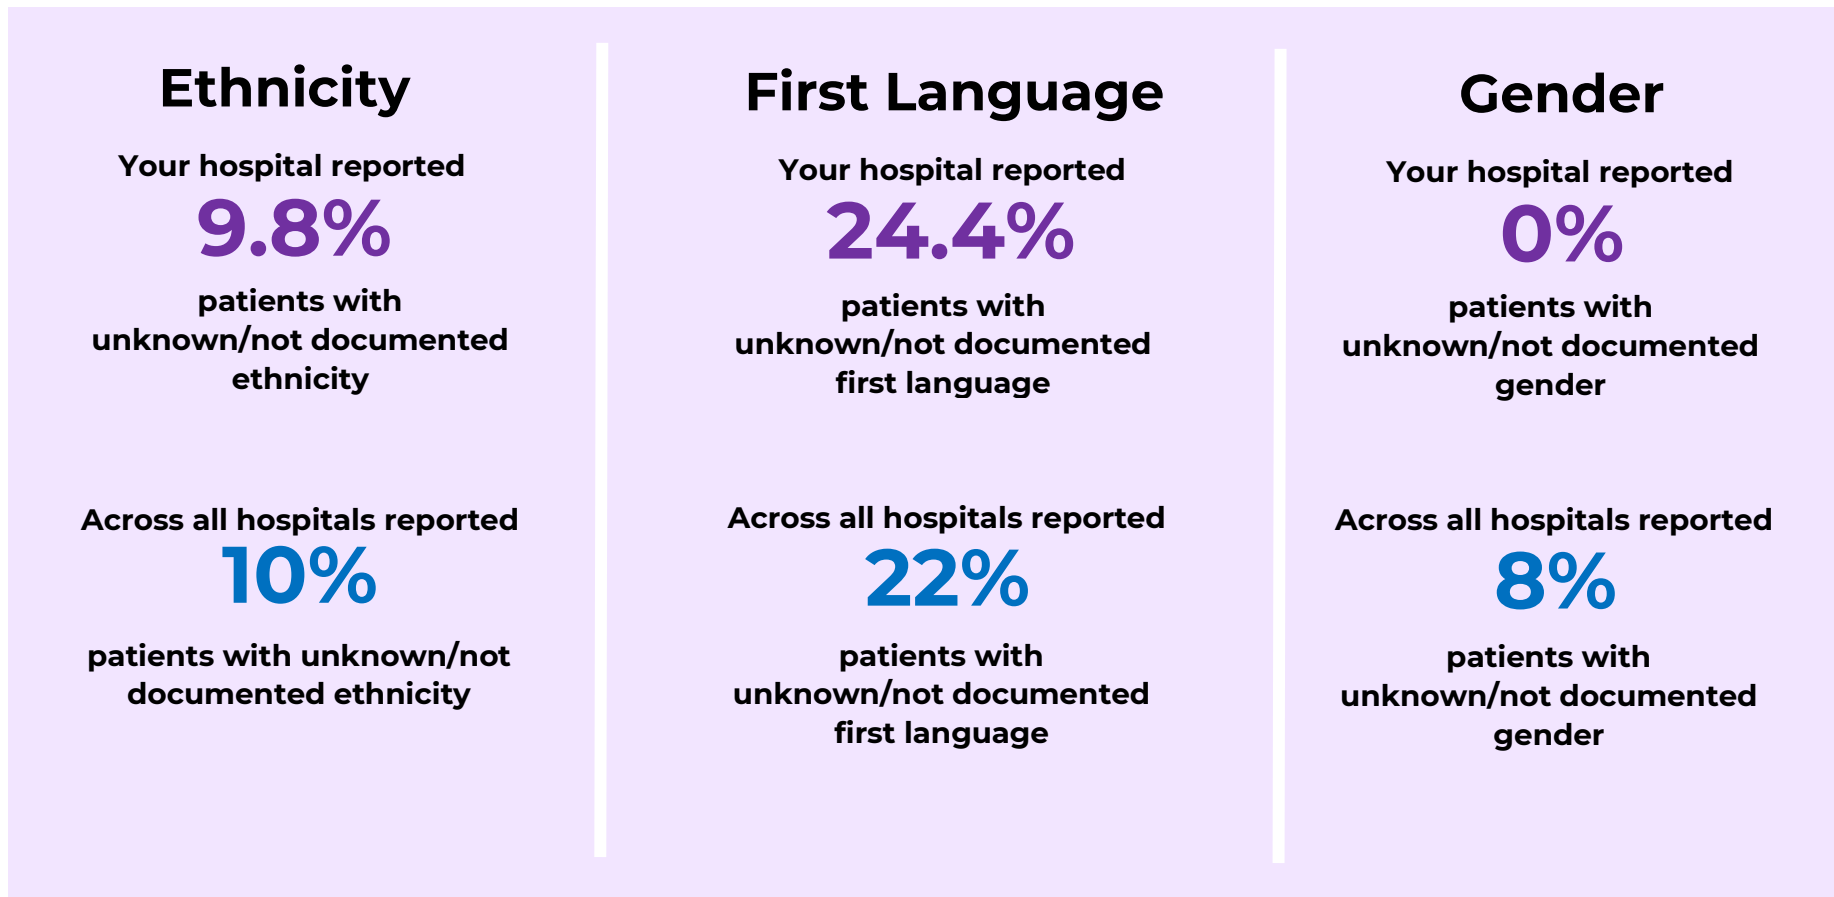 Ethnicity
Your hospital reported
9.8%
patients with
unknown/not documented
ethnicity
Across all hospitals reported
10%
patients with unknown/not
documented ethnicity
First Language
Your hospital reported
24.4%
patients with
unknown/not documented
first language
Across all hospitals reported
22%
patients with
unknown/not documented
first language
Gender
Your hospital reported
0%
patients with
unknown/not documented
gender
Across all hospitals reported
8%
patients with
unknown/not documented
gender